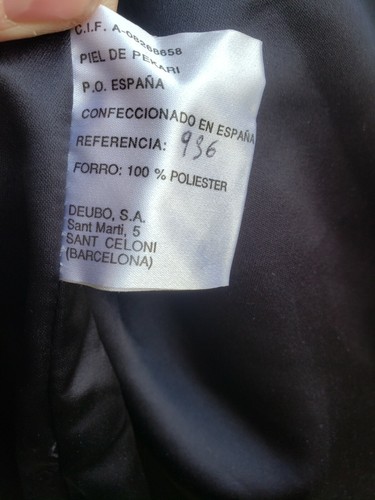 C.I.F. A-08268658
PIEL DE PEKARI
P.O. ESPAÑA
CONFECCIONADO EN ESPAÑA
REFERENCIA: 936
FORRO: 100 % POLIESTER
DEUBO, S.A.
Sant Martí, 5
SANT CELONI
(BARCELONA)